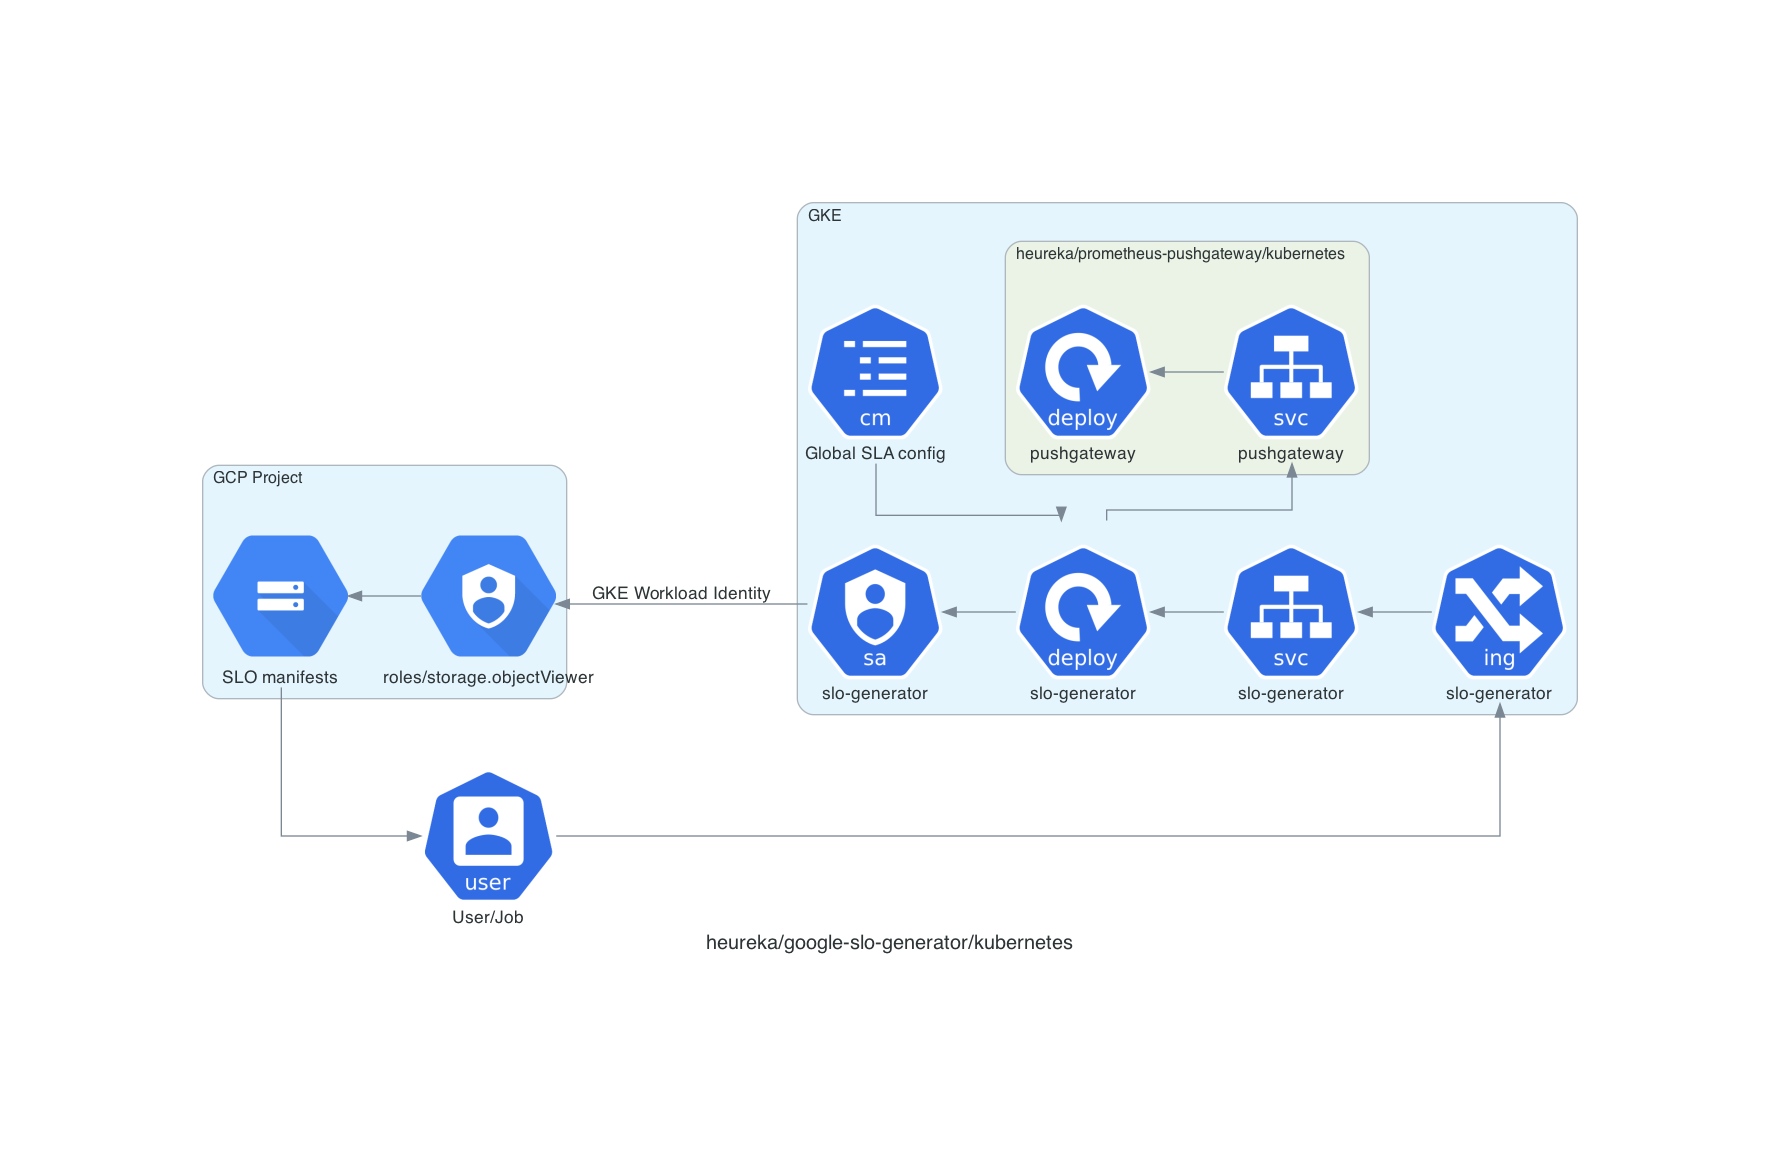 GKE
heureka/prometheus-pushgateway/kubernetes
cm
deploy
svc
Global SLA config
pushgateway
pushgateway
GCP Project
GKE Workload Identity
sa
deploy
svc
ing
SLO manifests
roles/storage.objectViewer
slo-generator
slo-generator
slo-generator
slo-generator
user
User/Job
heureka/google-slo-generator/kubernetes